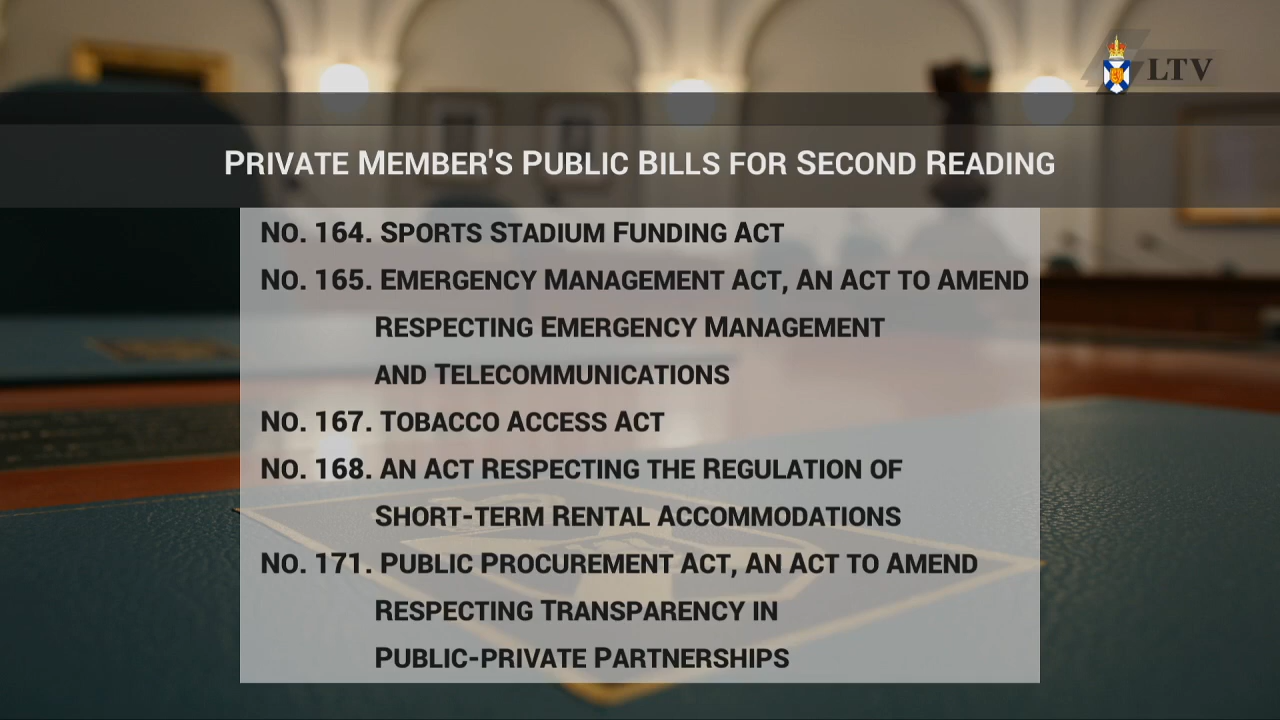 LTV
PRIVATE MEMBER'S PUBLIC BILLS FOR SECOND READING
NO. 164. SPORTS STADIUM FUNDING ACT
NO. 165. EMERGENCY MANAGEMENT ACT, AN ACT TO AMEND
RESPECTING EMERGENCY MANAGEMENT
AND TELECOMMUNICATIONS
NO. 167. TOBACCO ACCESS ACT
NO. 168. AN ACT RESPECTING THE REGULATION OF
SHORT-TERM RENTAL ACCOMMODATIONS
NO. 171. PUBLIC PROCUREMENT ACT, AN ACT TO AMEND
RESPECTING TRANSPARENCY IN
PUBLIC-PRIVATE PARTNERSHIPS